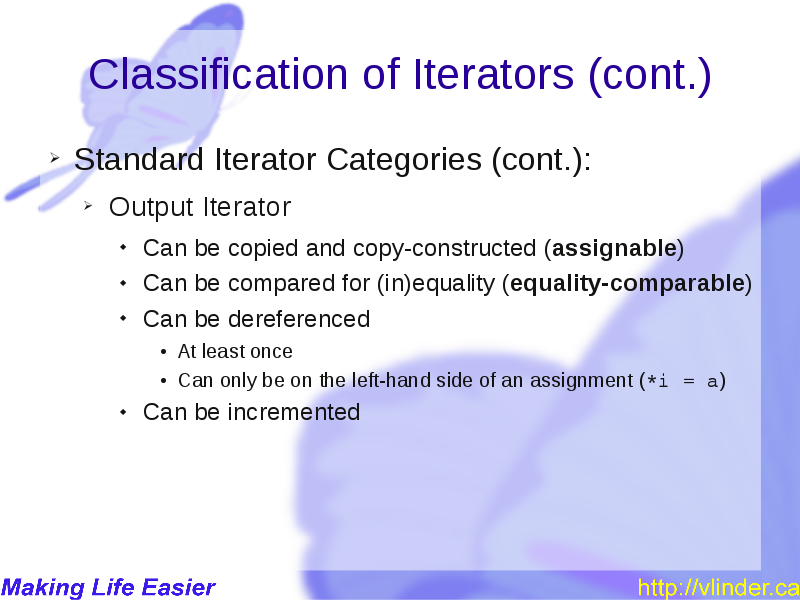 Classification of Iterators (cont.)
Standard Iterator Categories (cont.):
Output Iterator
Can be copied and copy-constructed (assignable)
Can be compared for (in)equality (equality-comparable)
Can be dereferenced
At least once
Can only be on the left-hand side of an assignment (*i = a)
Can be incremented
Making Life Easier
http://vlinder.ca